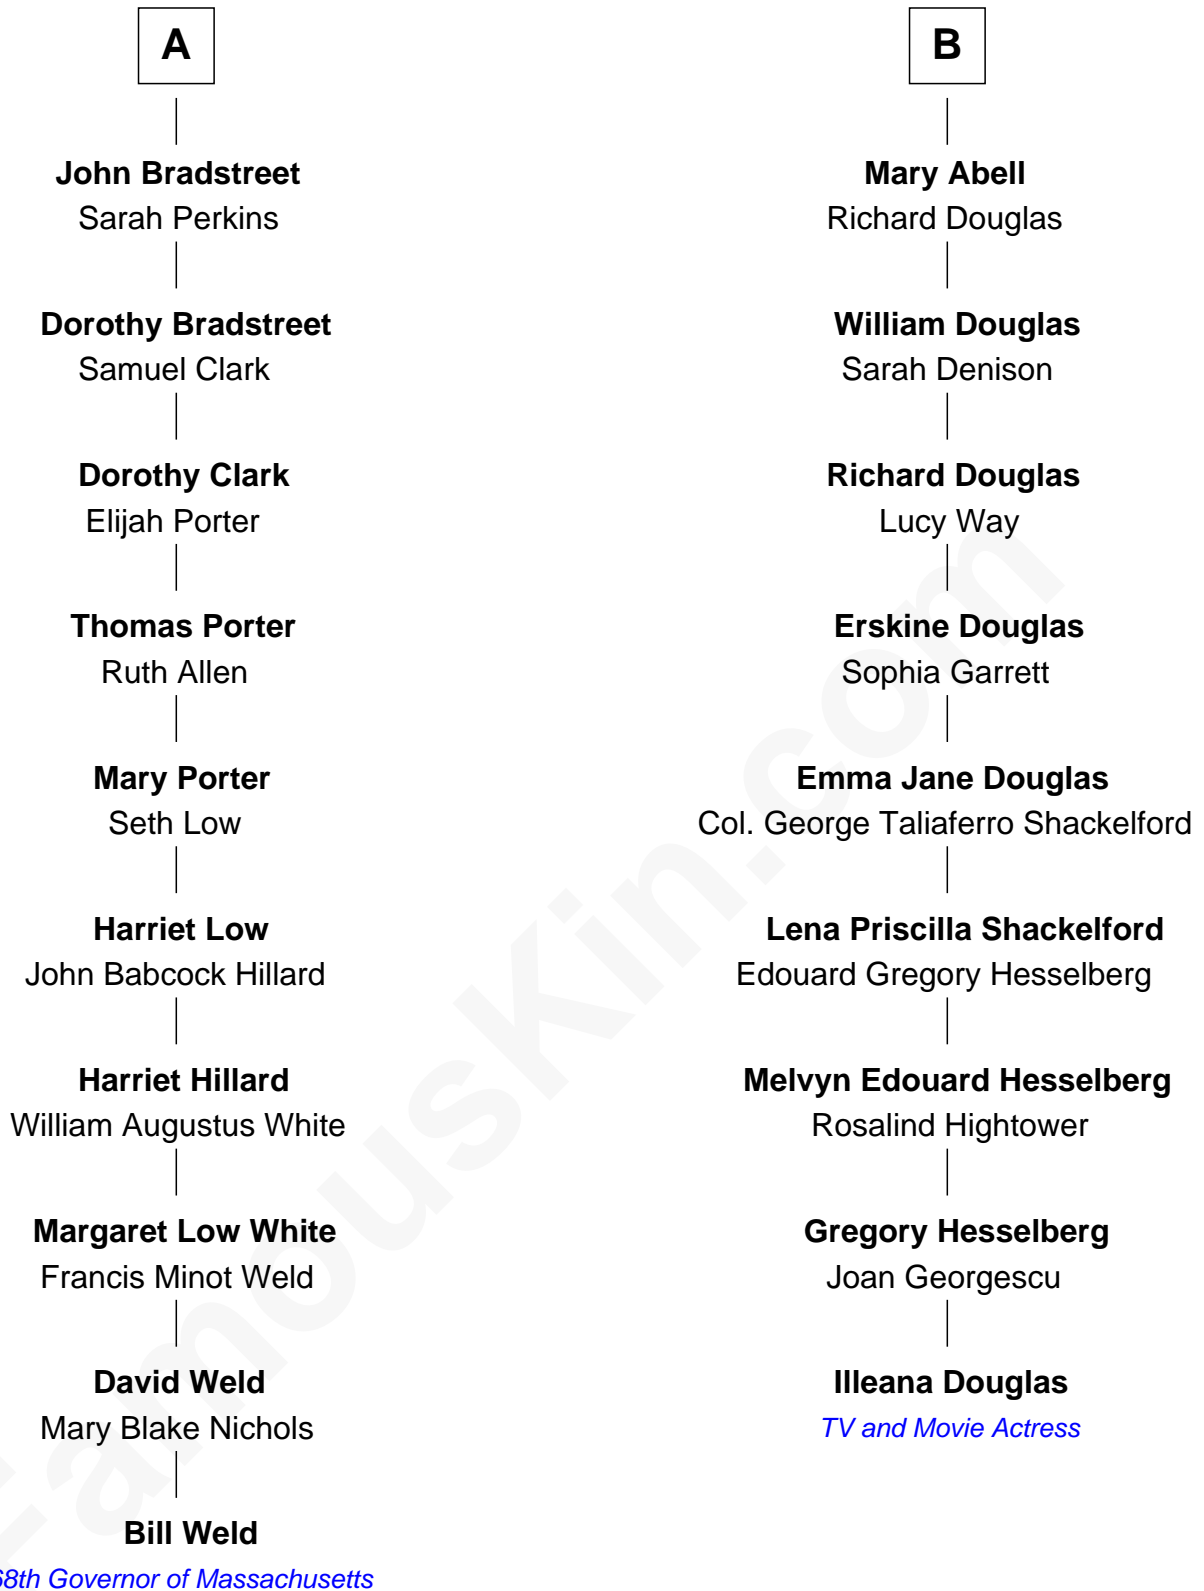 A
John Bradstreet
Sarah Perkins
Dorothy Bradstreet
Samuel Clark
Dorothy Clark
Elijah Porter
Thomas Porter
Ruth Allen
Mary Porter
Seth Low
Harriet Low
John Babcock Hillard
Harriet Hillard
William Augustus White
Margaret Low White
Francis Minot Weld
David Weld
Mary Blake Nichols
Bill Weld
68th Governor of Massachusetts
B
Mary Abell
Richard Douglas
William Douglas
Sarah Denison
Richard Douglas
Lucy Way
Erskine Douglas
Sophia Garrett
Emma Jane Douglas
Col. George Taliaferro Shackelford
Lena Priscilla Shackelford
Edouard Gregory Hesselberg
Melvyn Edouard Hesselberg
Rosalind Hightower
Gregory Hesselberg
Joan Georgescu
Illeana Douglas
TV and Movie Actress
FamousKin.com